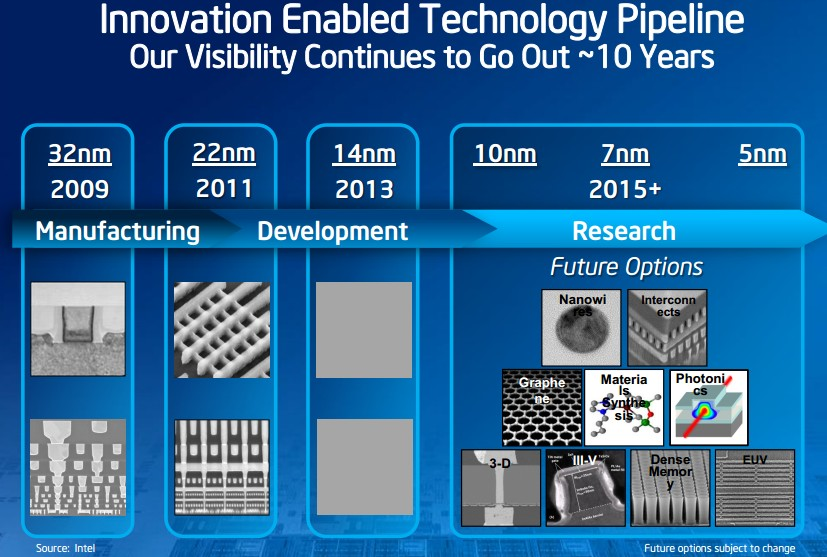 Innovation Enabled Technology Pipeline
Our Visibility Continues to Go Out ~10 Years
32nm
2009
22nm
2011
14nm
2013
10nm 7nm 5nm
2015+
Manufacturing
Development
Research
Future Options
Nanowi
res
Interconn
ects
Graphe
ne
Materia
ls
Synthe
sis
Photoni
cs
3-D
III-V
Dense
Memor
y
EUV
Source: Intel
Future options subject to change